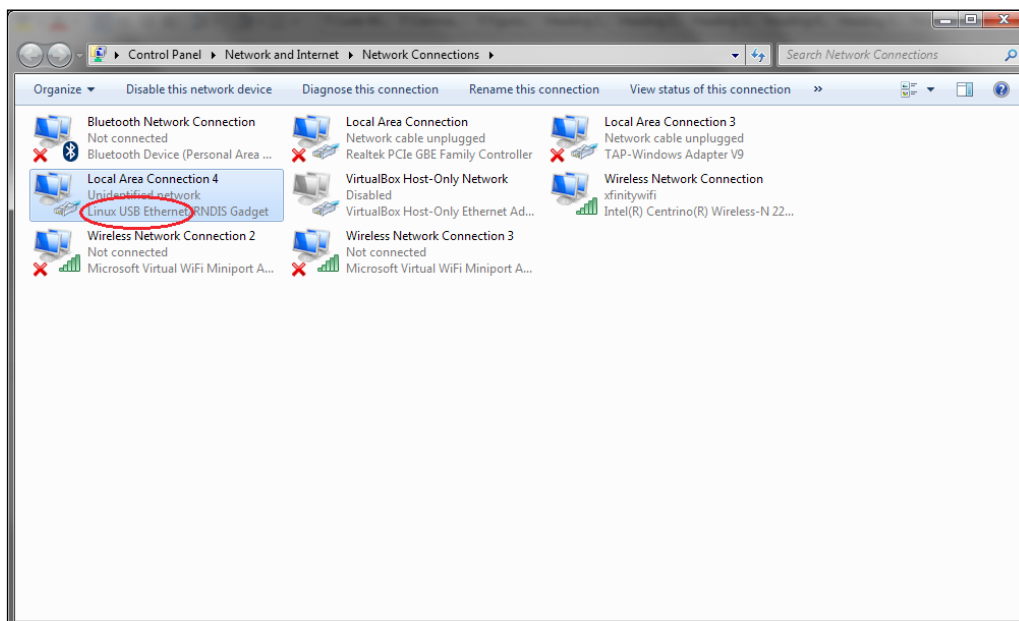 Control Panel Network and Internet Network Connections
Search Network Connections
Organize Disable this network device Diagnose this connection Rename this connection View status of this connection »
Bluetooth Network Connection
Not connected
Bluetooth Device (Personal Area ...
Local Area Connection
Network cable unplugged
Realtek PCIe GBE Family Controller
Local Area Connection 3
Network cable unplugged
TAP-Windows Adapter V9
Local Area Connection 4
Unidentified network
Linux USB Ethernet/RNDIS Gadget
VirtualBox Host-Only Network
Disabled
VirtualBox Host-Only Ethernet Ad...
Wireless Network Connection
xfinitywifi
Intel(R) Centrino(R) Wireless-N 22...
Wireless Network Connection 2
Not connected
Microsoft Virtual WiFi Miniport A...
Wireless Network Connection 3
Not connected
Microsoft Virtual WiFi Miniport A...